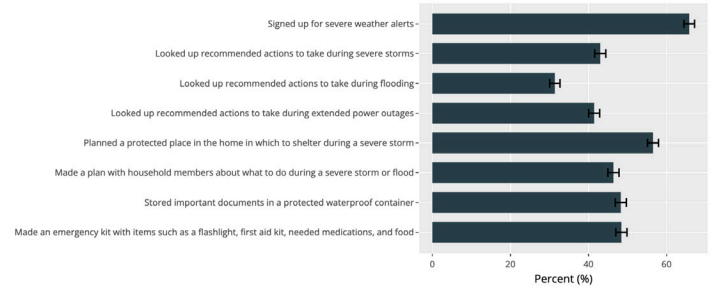 Signed up for severe weather alerts
Looked up recommended actions to take during severe storms
Looked up recommended actions to take during flooding
Looked up recommended actions to take during extended power outages
Planned a protected place in the home in which to shelter during a severe storm
Made a plan with household members about what to do during a severe storm or flood
Stored important documents in a protected waterproof container
Made an emergency kit with items such as a flashlight, first aid kit, needed medications, and food
0 20 40 60
Percent (%)